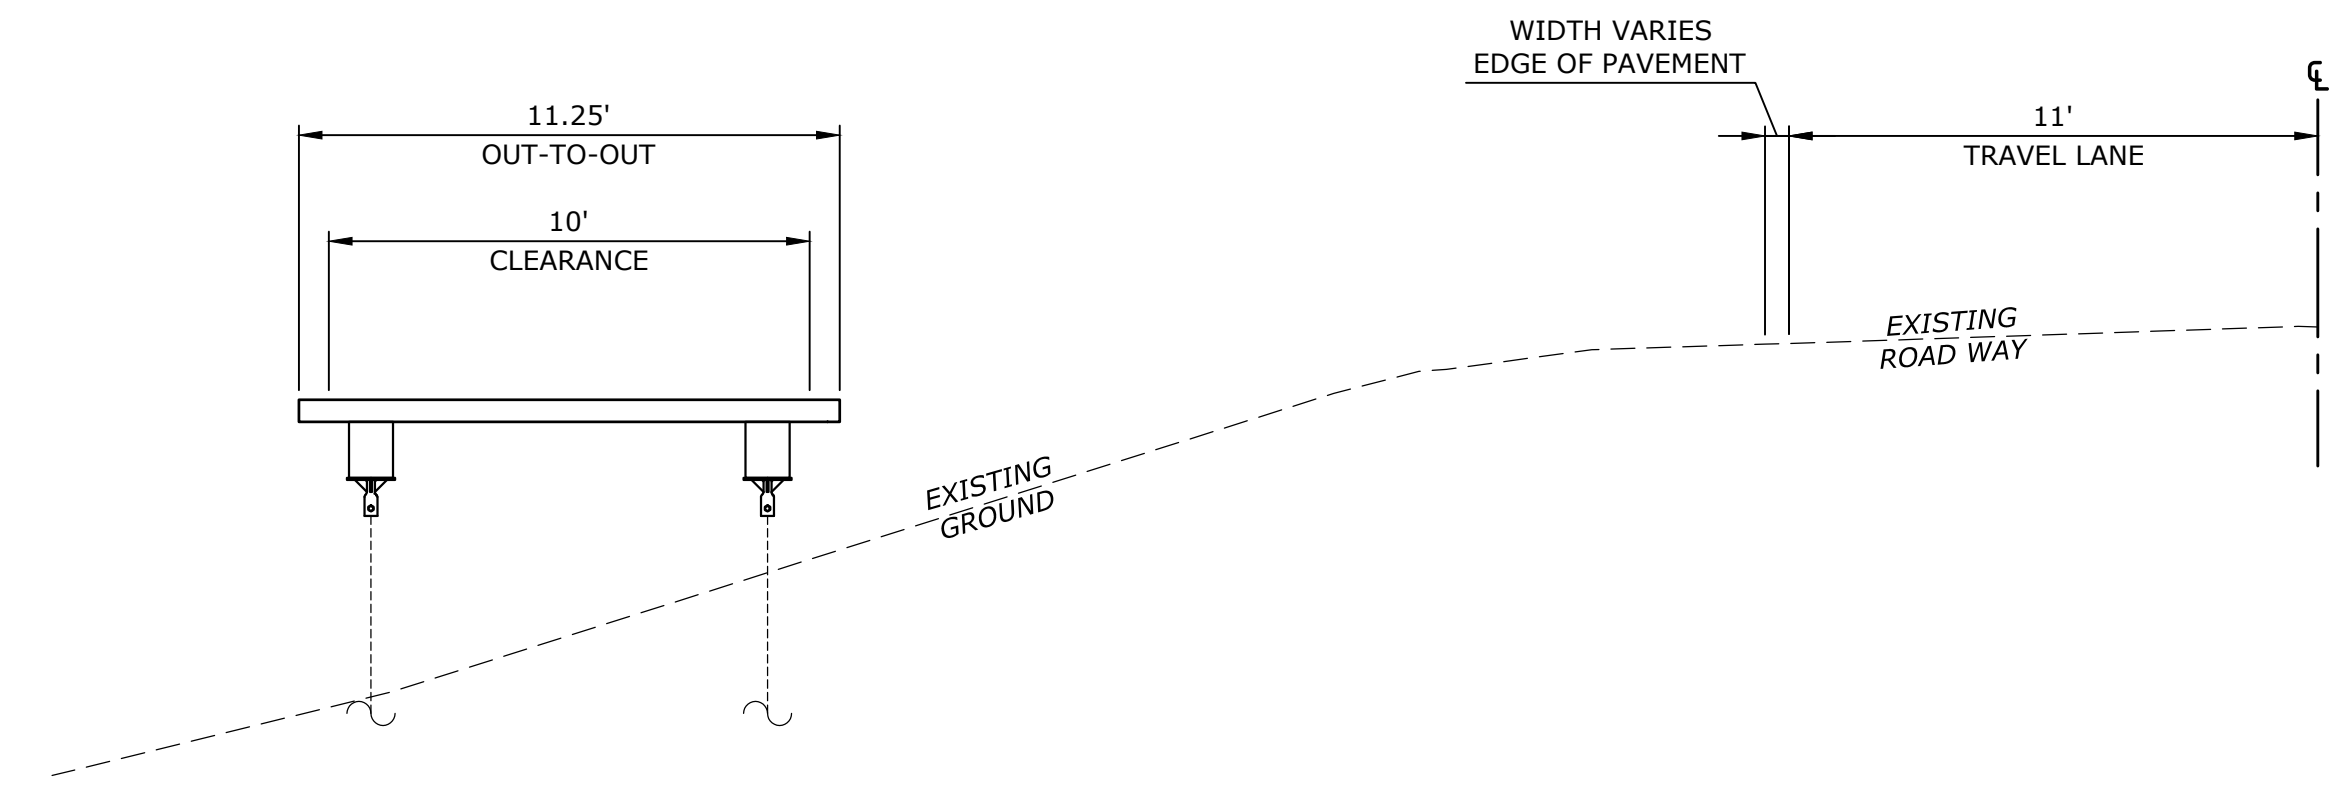 WIDTH VARIES
EDGE OF PAVEMENT
℄
11.25'
OUT-TO-OUT
11'
TRAVEL LANE
10'
CLEARANCE
EXISTING
ROAD WAY
EXISTING
GROUND